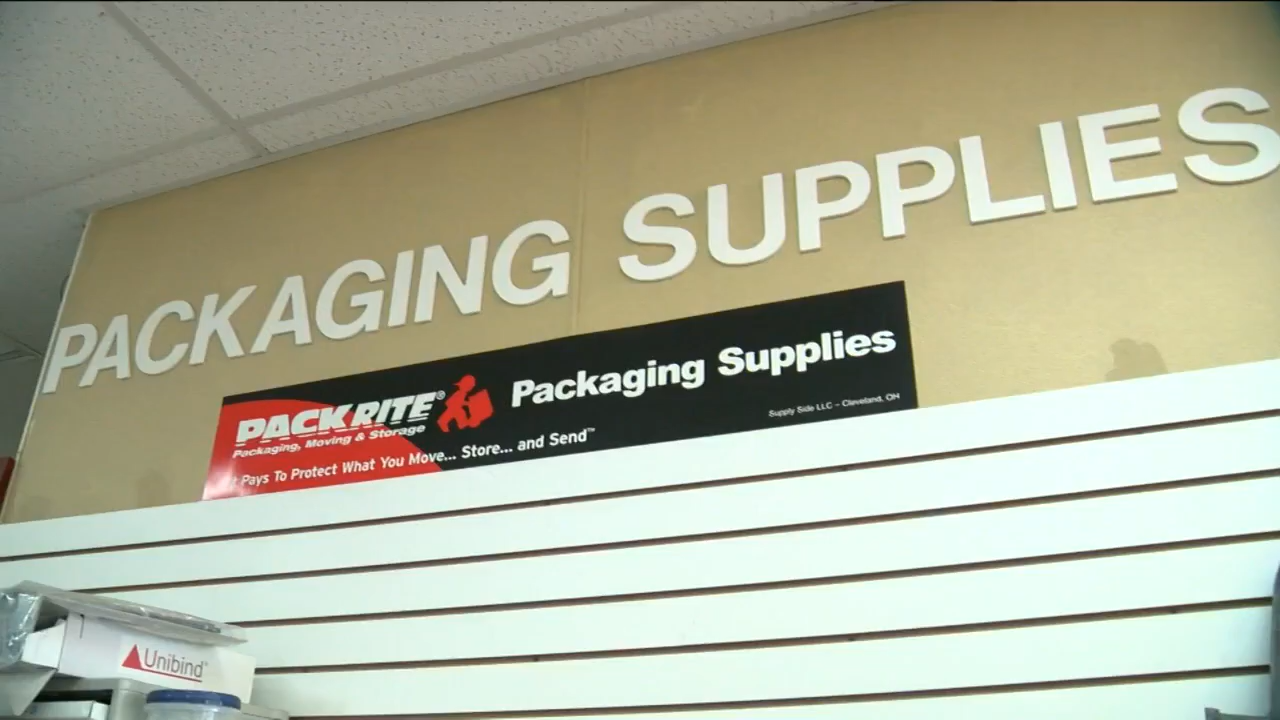 PACKAGING SUPPLIES
PACKRITE®
Packaging, Moving & Storage
Packaging Supplies
Pays To Protect What You Move... Store... and Send™
Supply Side LLC – Cleveland, OH
Unibind®